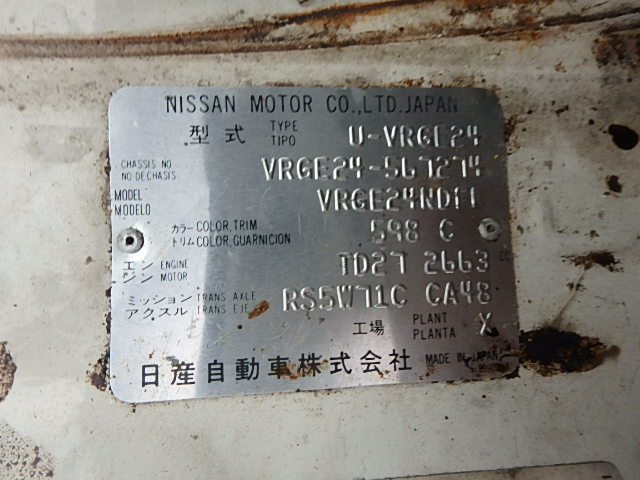 NISSAN MOTOR CO.,LTD.JAPAN
型式 TYPE TIPO U-VRGE24
CHASSIS NO NO DE CHASIS VRGE24-567274
MODEL MODELO
カラー COLOR,TRIM トリム COLOR,GUARNICION 598 C
エンジン ENGINE MOTOR TD27 2663 CC
ミッション TRANS AXLE アクスル TRANS.EJE RS5W71C CA48
工場 PLANT PLANTA X
日産自動車株式会社 MADE IN JAPAN